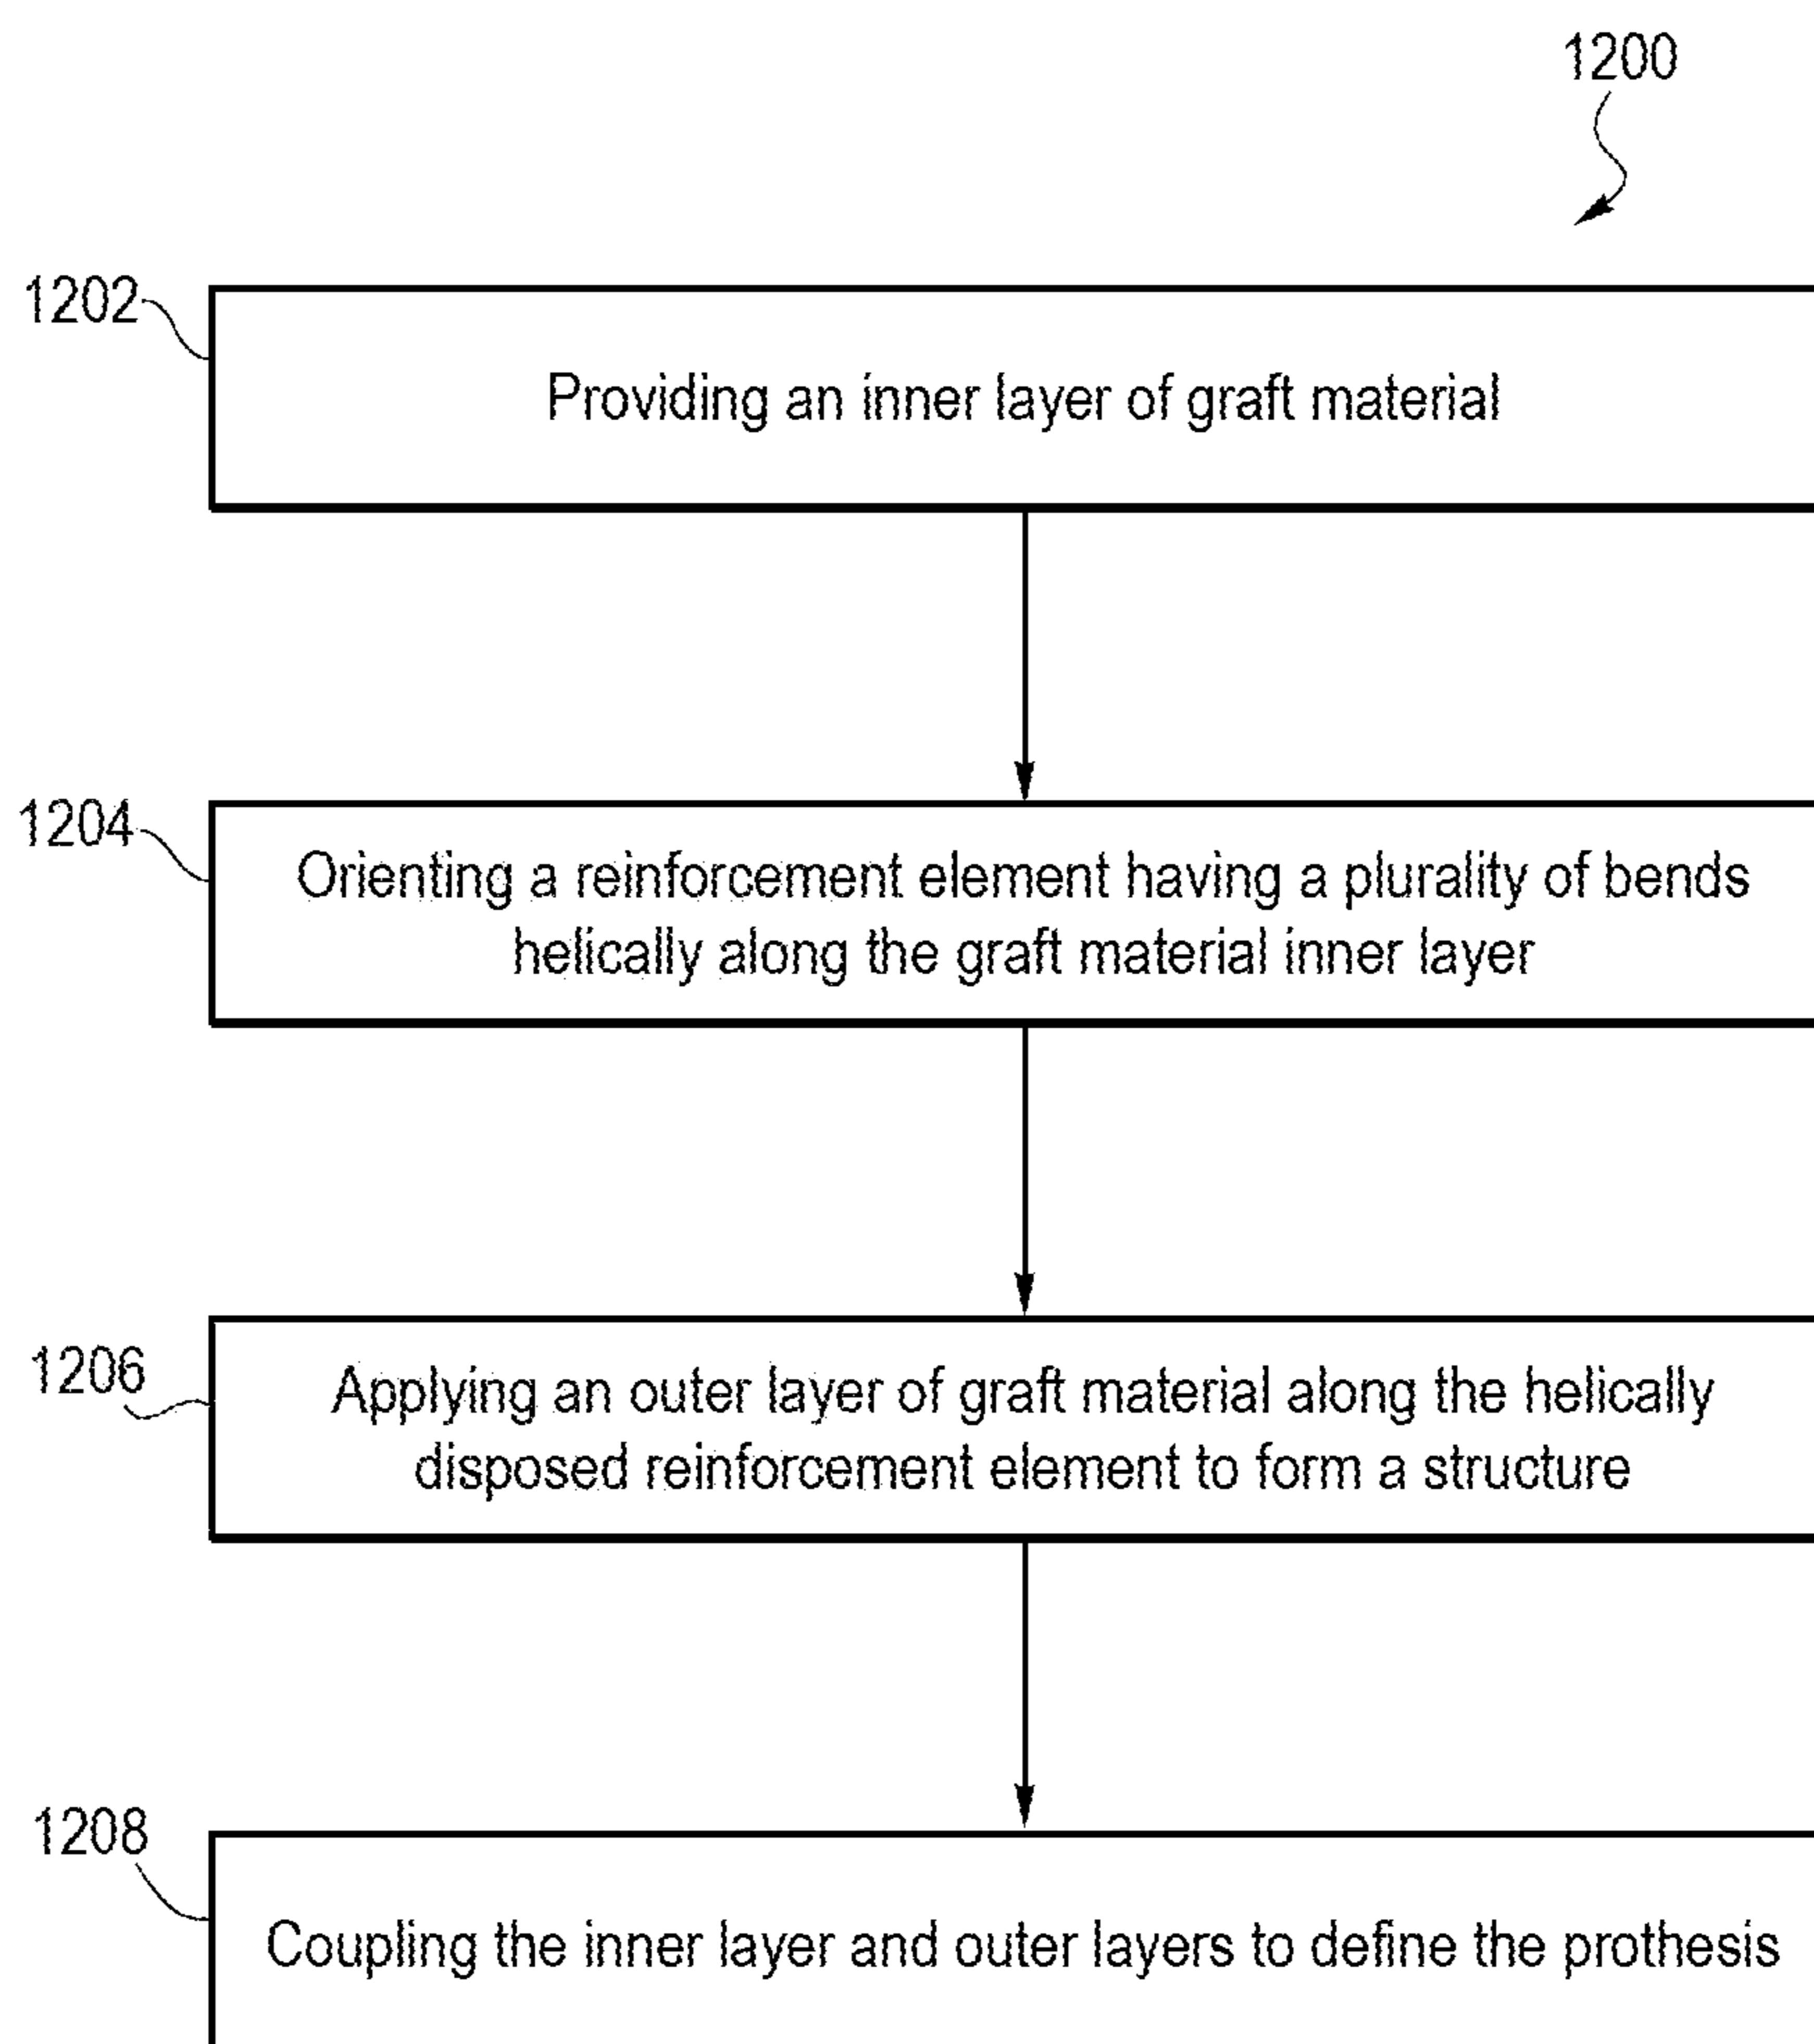 1200
1202
Providing an inner layer of graft material
1204
Orienting a reinforcement element having a plurality of bends
helically along the graft material inner layer
1206
Applying an outer layer of graft material along the helically
disposed reinforcement element to form a structure
1208
Coupling the inner layer and outer layers to define the prothesis